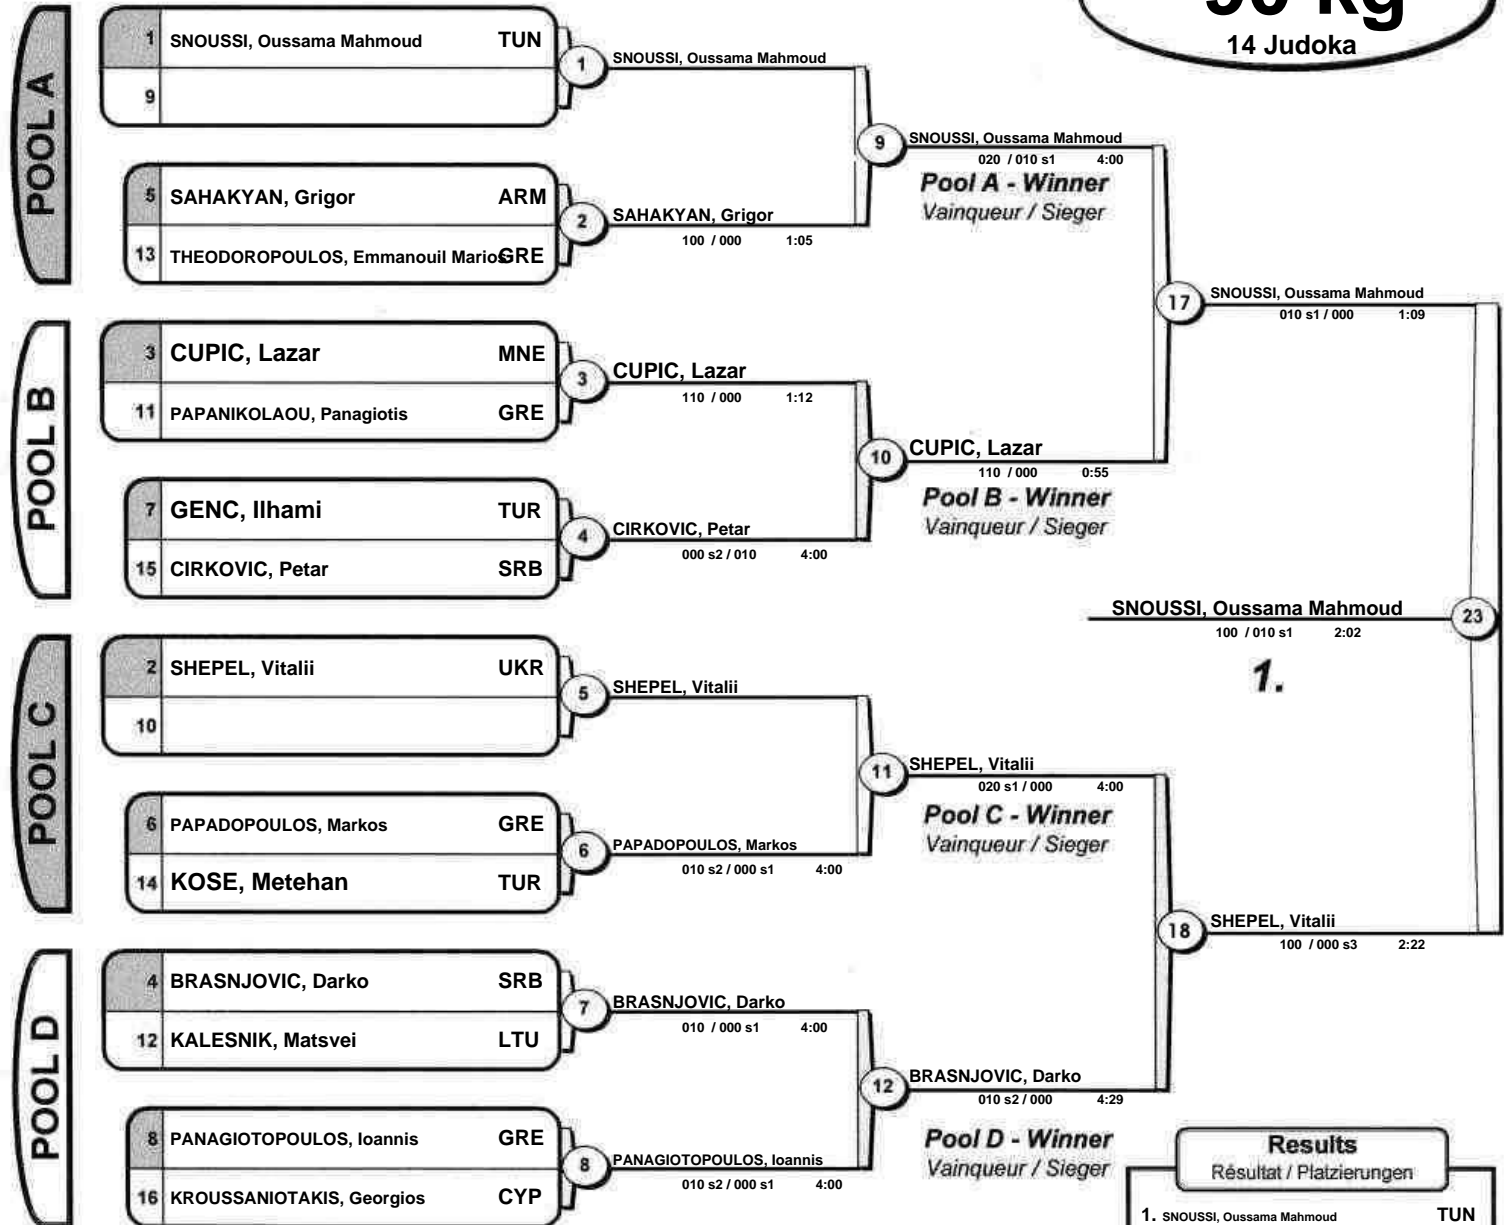 90 kg
14 Judoka
POOL A
1 SNOUSSI, Oussama Mahmoud TUN
9
1
SNOUSSI, Oussama Mahmoud
5 SAHAKYAN, Grigor ARM
13 THEODOROPOULOS, Emmanouil Marios GRE
2
SAHAKYAN, Grigor
100 / 000 1:05
9
SNOUSSI, Oussama Mahmoud
020 / 010 s1 4:00
Pool A - Winner
Vainqueur / Sieger
POOL B
3 CUPIC, Lazar MNE
11 PAPANIKOLAOU, Panagiotis GRE
3
CUPIC, Lazar
110 / 000 1:12
7 GENC, Ilhami TUR
15 CIRKOVIC, Petar SRB
4
CIRKOVIC, Petar
000 s2 / 010 4:00
10
CUPIC, Lazar
110 / 000 0:55
Pool B - Winner
Vainqueur / Sieger
17
SNOUSSI, Oussama Mahmoud
010 s1 / 000 1:09
POOL C
2 SHEPEL, Vitalii UKR
10
5
SHEPEL, Vitalii
6 PAPADOPOULOS, Markos GRE
14 KOSE, Metehan TUR
6
PAPADOPOULOS, Markos
010 s2 / 000 s1 4:00
11
SHEPEL, Vitalii
020 s1 / 000 4:00
Pool C - Winner
Vainqueur / Sieger
POOL D
4 BRASNJOVIC, Darko SRB
12 KALESNIK, Matsvei LTU
7
BRASNJOVIC, Darko
010 / 000 s1 4:00
8 PANAGIOTOPOULOS, Ioannis GRE
16 KROUSSANIOTAKIS, Georgios CYP
8
PANAGIOTOPOULOS, Ioannis
010 s2 / 000 s1 4:00
12
BRASNJOVIC, Darko
010 s2 / 000 4:29
Pool D - Winner
Vainqueur / Sieger
18
SHEPEL, Vitalii
100 / 000 s3 2:22
23
SNOUSSI, Oussama Mahmoud
100 / 010 s1 2:02
1.
Results
Résultat / Platzierungen
1. SNOUSSI, Oussama Mahmoud TUN